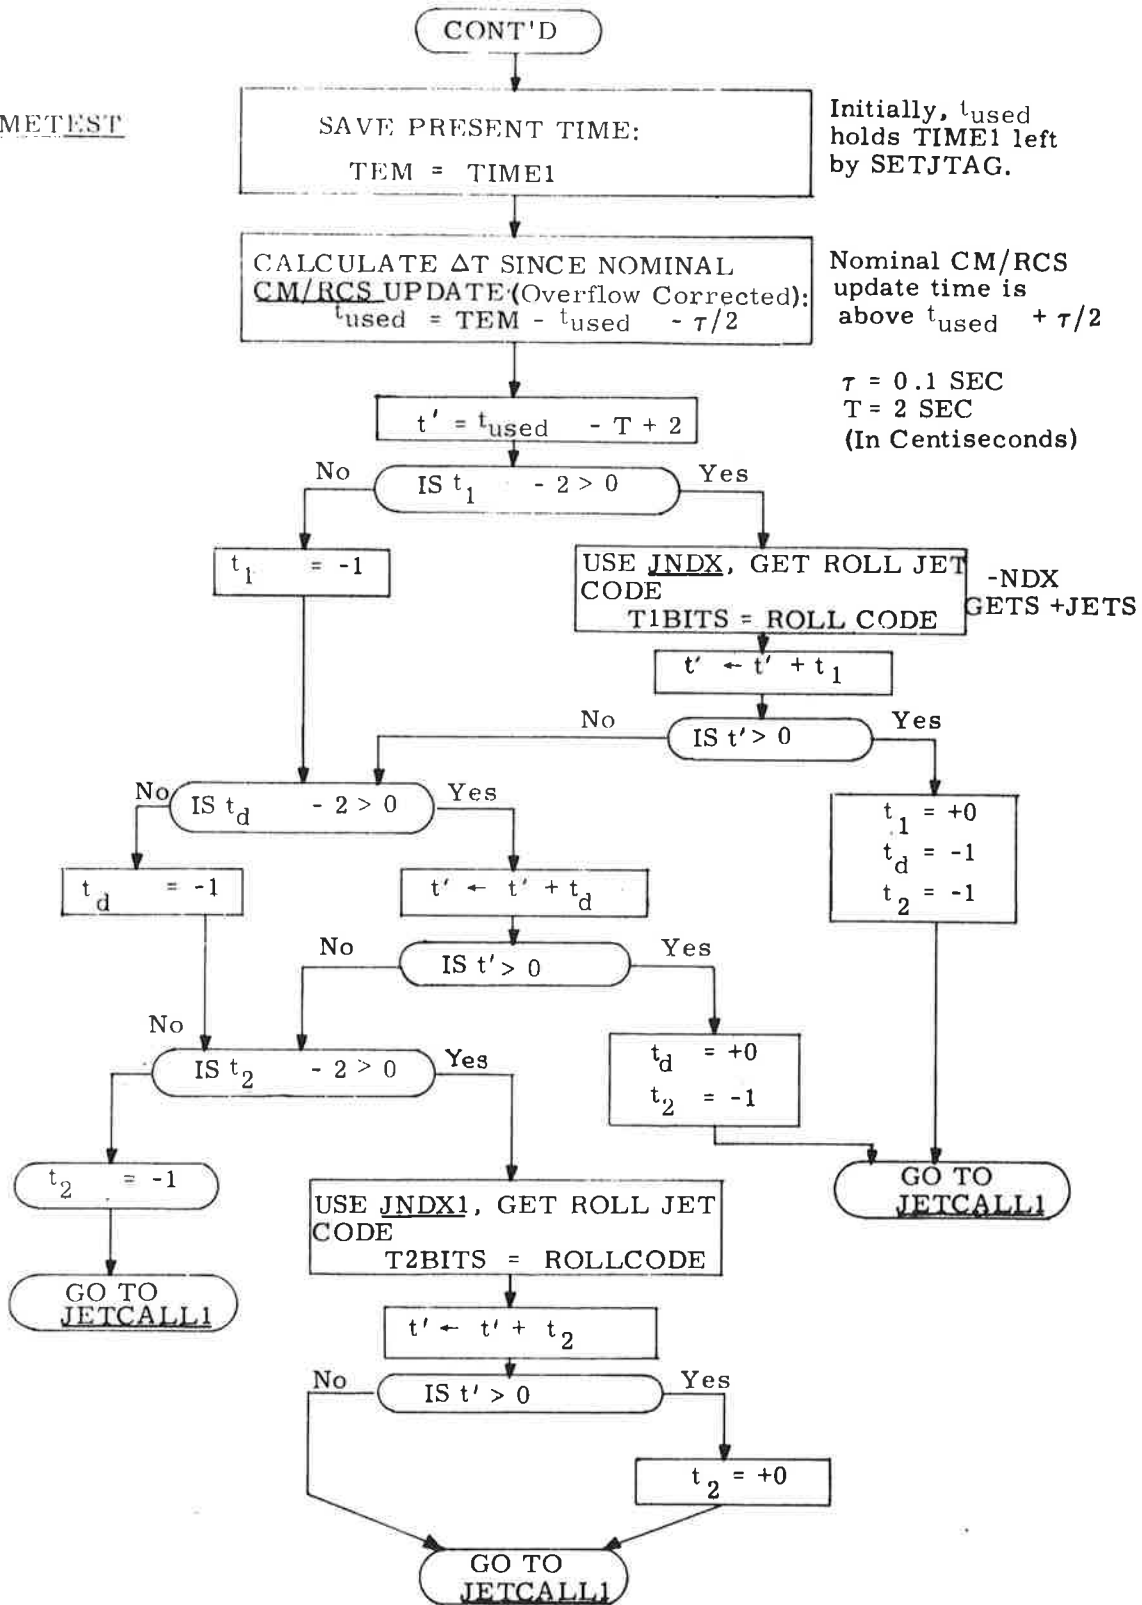 CONT'D
METEST
SAVE PRESENT TIME:
TEM = TIME1
Initially, t used
holds TIME1 left
by SETJTAG.
CALCULATE ΔT SINCE NOMINAL
CM/RCS UPDATE (Overflow Corrected):
t used = TEM - t used - τ/2
Nominal CM/RCS
update time is
above t used + τ/2
τ = 0.1 SEC
T = 2 SEC
(In Centiseconds)
t' = t used - T + 2
No
IS t1 - 2 > 0
Yes
t1 = -1
USE JNDX, GET ROLL JET
CODE
T1BITS = ROLL CODE
-NDX
GETS +JETS
t' ← t' + t1
No
IS t' > 0
Yes
No
IS td - 2 > 0
Yes
t1 = +0
td = -1
t2 = -1
td = -1
t' ← t' + td
No
IS t' > 0
Yes
No
IS t2 - 2 > 0
Yes
td = +0
t2 = -1
t2 = -1
GO TO
JETCALL1
USE JNDX1, GET ROLL JET
CODE
T2BITS = ROLLCODE
GO TO
JETCALL1
t' ← t' + t2
No
IS t' > 0
Yes
t2 = +0
GO TO
JETCALL1